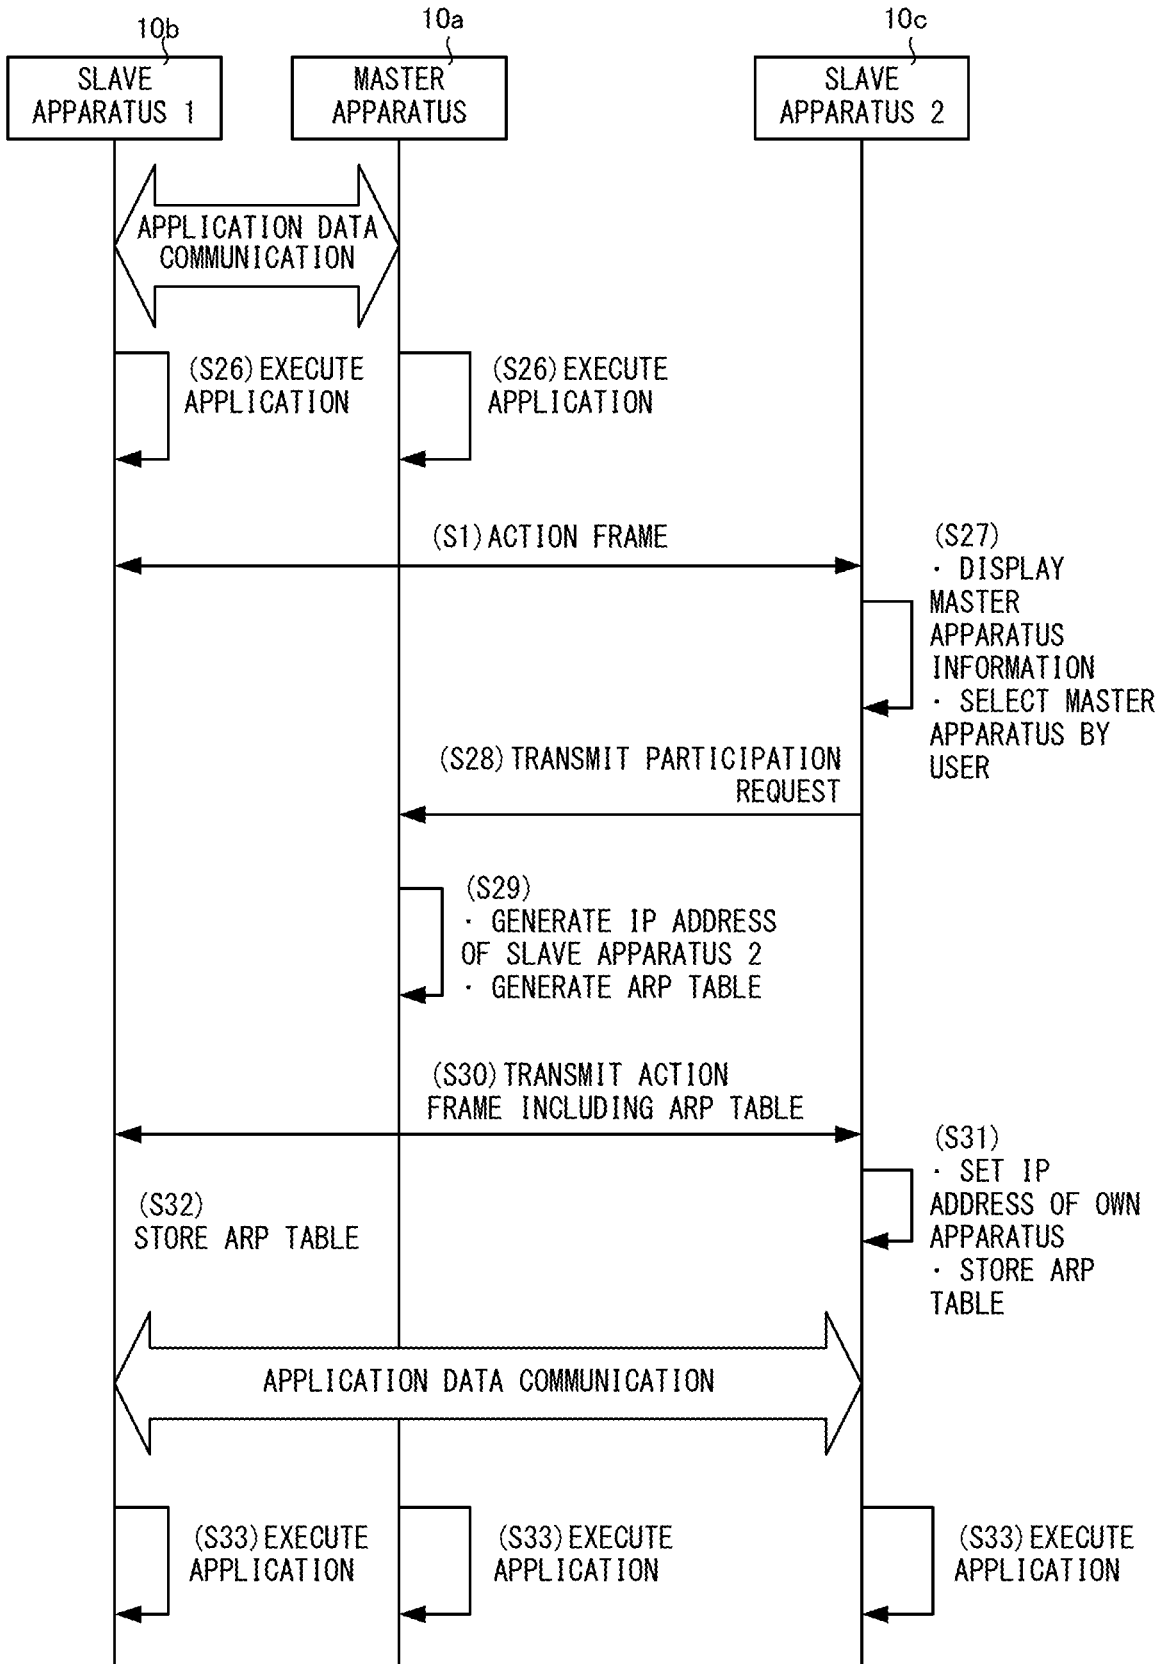 10b
10a
10c
SLAVE
APPARATUS 1
MASTER
APPARATUS
SLAVE
APPARATUS 2
APPLICATION DATA
COMMUNICATION
(S26) EXECUTE
APPLICATION
(S26) EXECUTE
APPLICATION
(S1) ACTION FRAME
(S27)
· DISPLAY
MASTER
APPARATUS
INFORMATION
· SELECT MASTER
APPARATUS BY
USER
(S28) TRANSMIT PARTICIPATION
REQUEST
(S29)
· GENERATE IP ADDRESS
OF SLAVE APPARATUS 2
· GENERATE ARP TABLE
(S30) TRANSMIT ACTION
FRAME INCLUDING ARP TABLE
(S31)
· SET IP
ADDRESS OF OWN
APPARATUS
· STORE ARP
TABLE
(S32)
STORE ARP TABLE
APPLICATION DATA COMMUNICATION
(S33) EXECUTE
APPLICATION
(S33) EXECUTE
APPLICATION
(S33) EXECUTE
APPLICATION